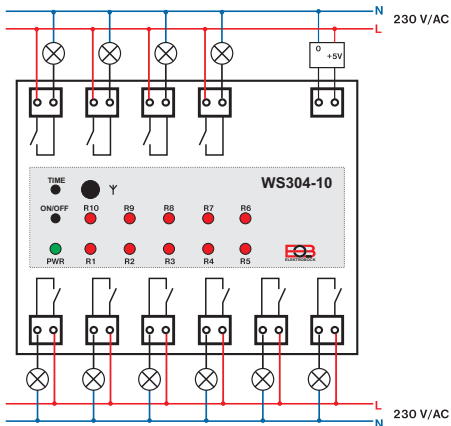 N
230 V/AC
L
0
+5V
TIME
WS304-10
ON/OFF
R10 R9 R8 R7 R6
PWR R1 R2 R3 R4 R5
EOB
ELEKTROBOCK
L
230 V/AC
N